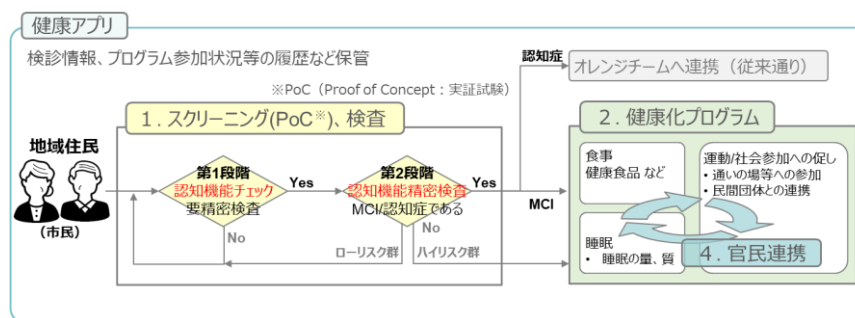 健康アプリ
検診情報、プログラム参加状況等の履歴など保管
※PoC（Proof of Concept：実証試験）
認知症
オレンジチームへ連携（従来通り）
1．スクリーニング(PoC※)、検査
2．健康化プログラム
地域住民
(市民)
第1段階
認知機能チェック
要精密検査
Yes
No
第2段階
認知機能精密検査
MCI/認知症である
Yes
No
ローリスク群
ハイリスク群
MCI
食事
健康食品 など
運動/社会参加への促し
• 通いの場等への参加
• 民間団体との連携
睡眠
• 睡眠の量、質
4．官民連携